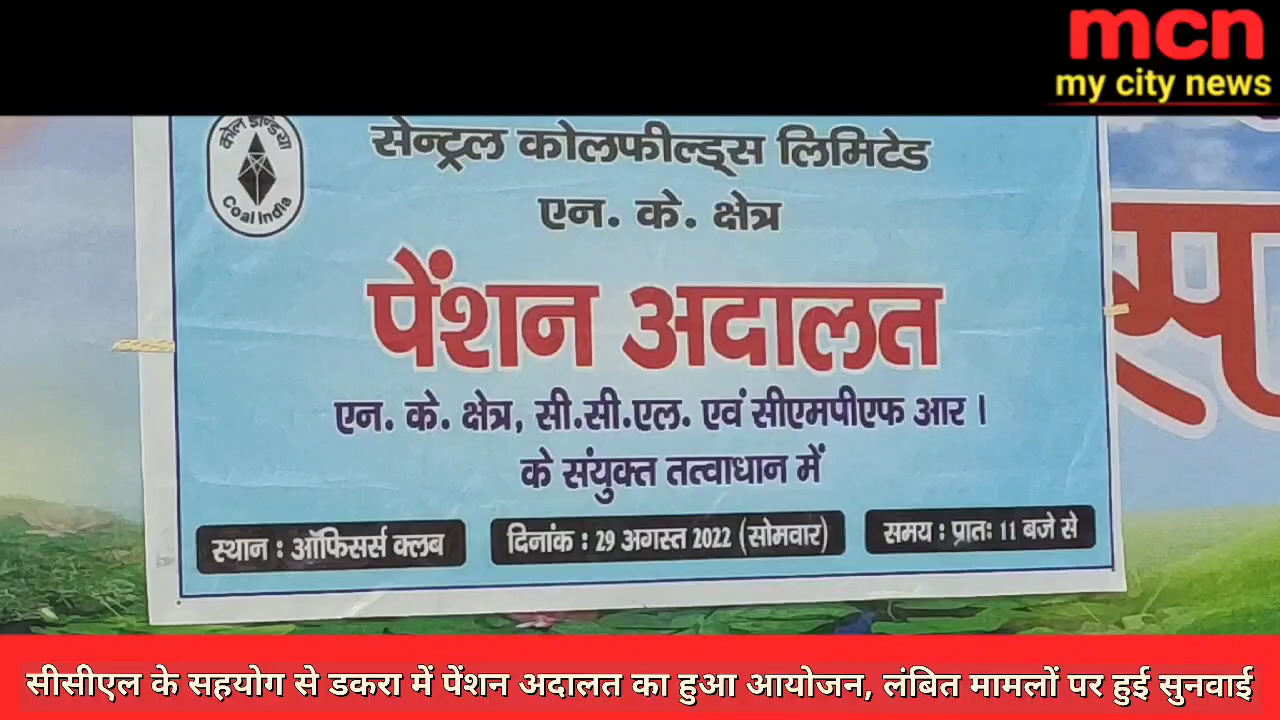 mcn
my city news
कोल इण्डिया
Coal India
सेन्ट्रल कोलफील्ड्स लिमिटेड
एन. के. क्षेत्र
पेंशन अदालत
एन. के. क्षेत्र, सी.सी.एल. एवं सीएमपीएफ आर ।
के संयुक्त तत्वाधान में
स्थान : ऑफिसर्स क्लब
दिनांक : 29 अगस्त 2022 (सोमवार)
समय : प्रातः 11 बजे से
सीसीएल के सहयोग से डकरा में पेंशन अदालत का हुआ आयोजन, लंबित मामलों पर हुई सुनवाई